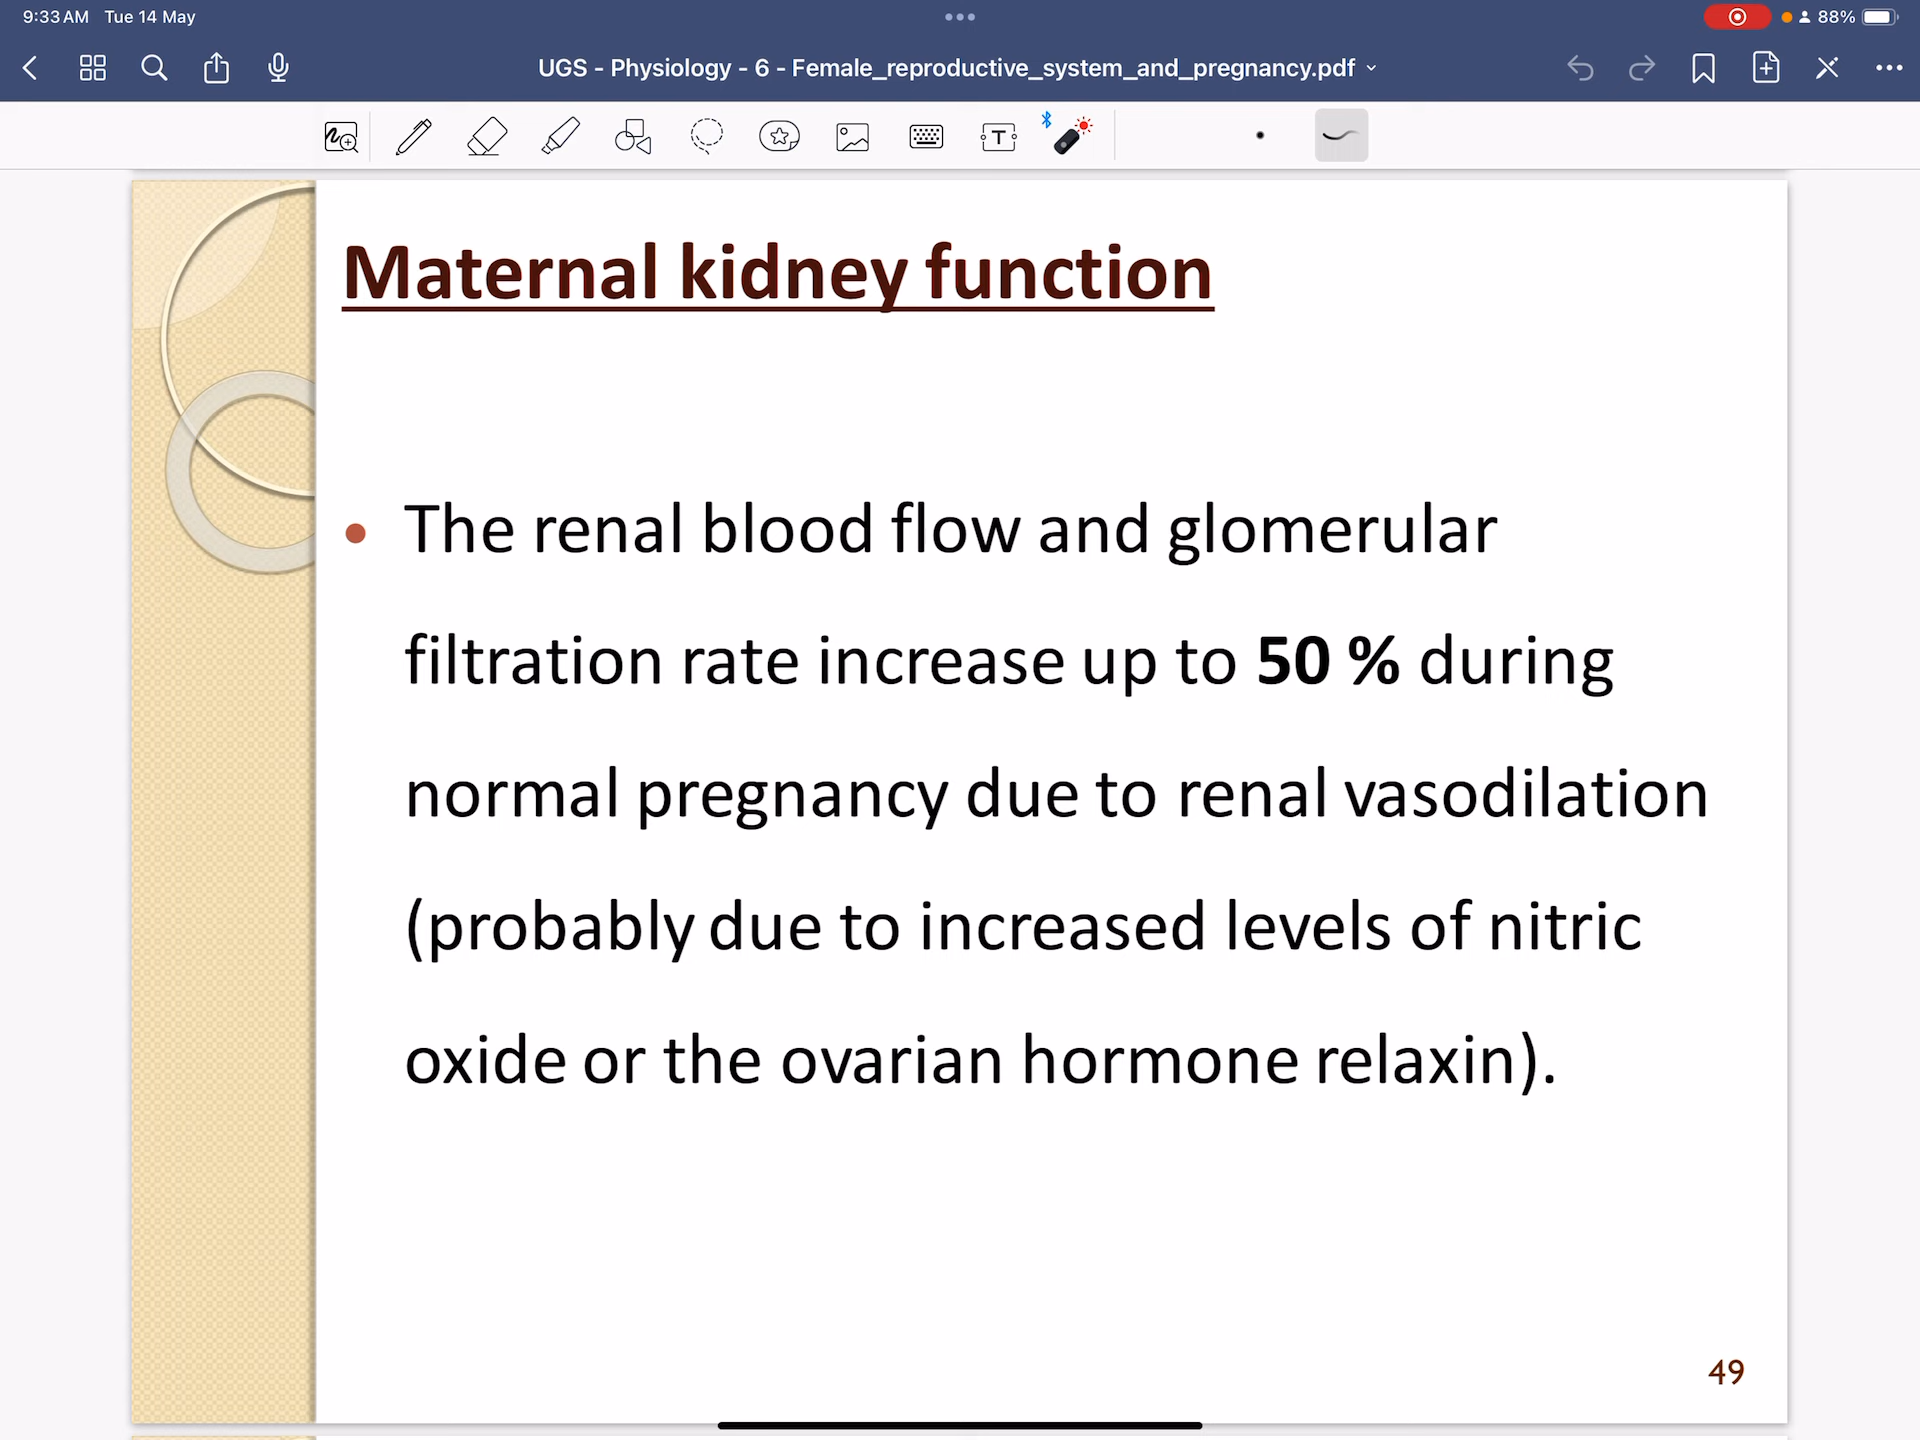 9:33 AM Tue 14 May
88%
UGS - Physiology - 6 - Female_reproductive_system_and_pregnancy.pdf
T
Maternal kidney function
• The renal blood flow and glomerular
filtration rate increase up to 50 % during
normal pregnancy due to renal vasodilation
(probably due to increased levels of nitric
oxide or the ovarian hormone relaxin).
49